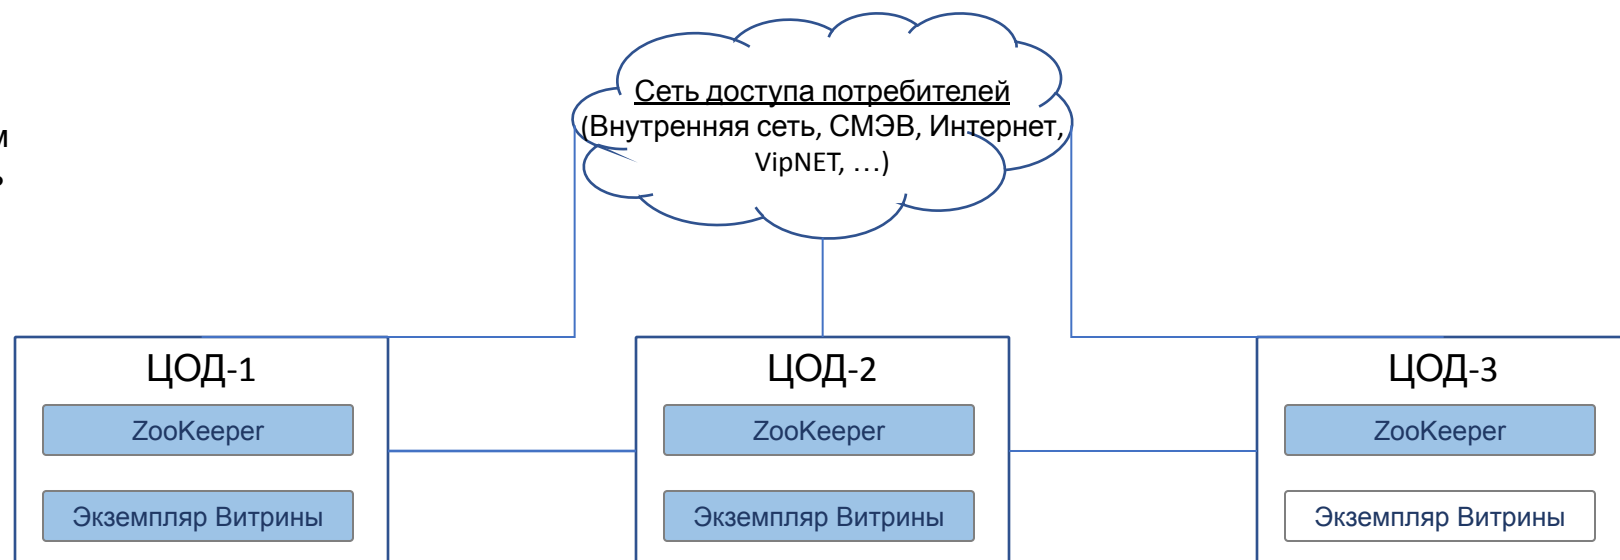 Сеть доступа потребителей
(Внутренняя сеть, СМЭВ, Интернет,
VipNET, …)
ЦОД-1
ЦОД-2
ЦОД-3
ZooKeeper
ZooKeeper
ZooKeeper
Экземпляр Витрины
Экземпляр Витрины
Экземпляр Витрины